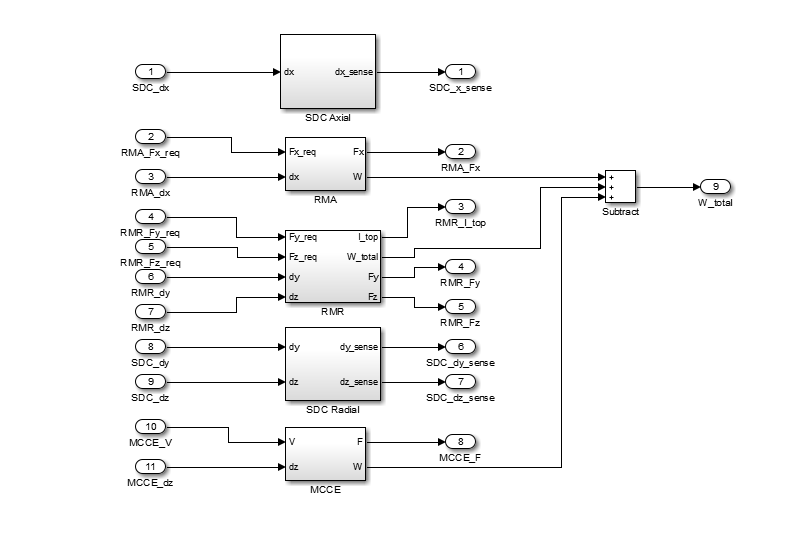 1
SDC_dx
dx
dx_sense
SDC Axial
1
SDC_x_sense
2
RMA_Fx_req
3
RMA_dx
Fx_req
dx
Fx
W
RMA
2
RMA_Fx
4
RMR_Fy_req
5
RMR_Fz_req
6
RMR_dy
7
RMR_dz
Fy_req
Fz_req
dy
dz
I_top
W_total
Fy
Fz
RMR
3
RMR_I_top
4
RMR_Fy
5
RMR_Fz
+
+
+
Subtract
9
W_total
8
SDC_dy
9
SDC_dz
dy
dz
dy_sense
dz_sense
SDC Radial
6
SDC_dy_sense
7
SDC_dz_sense
10
MCCE_V
11
MCCE_dz
V
dz
F
W
MCCE
8
MCCE_F